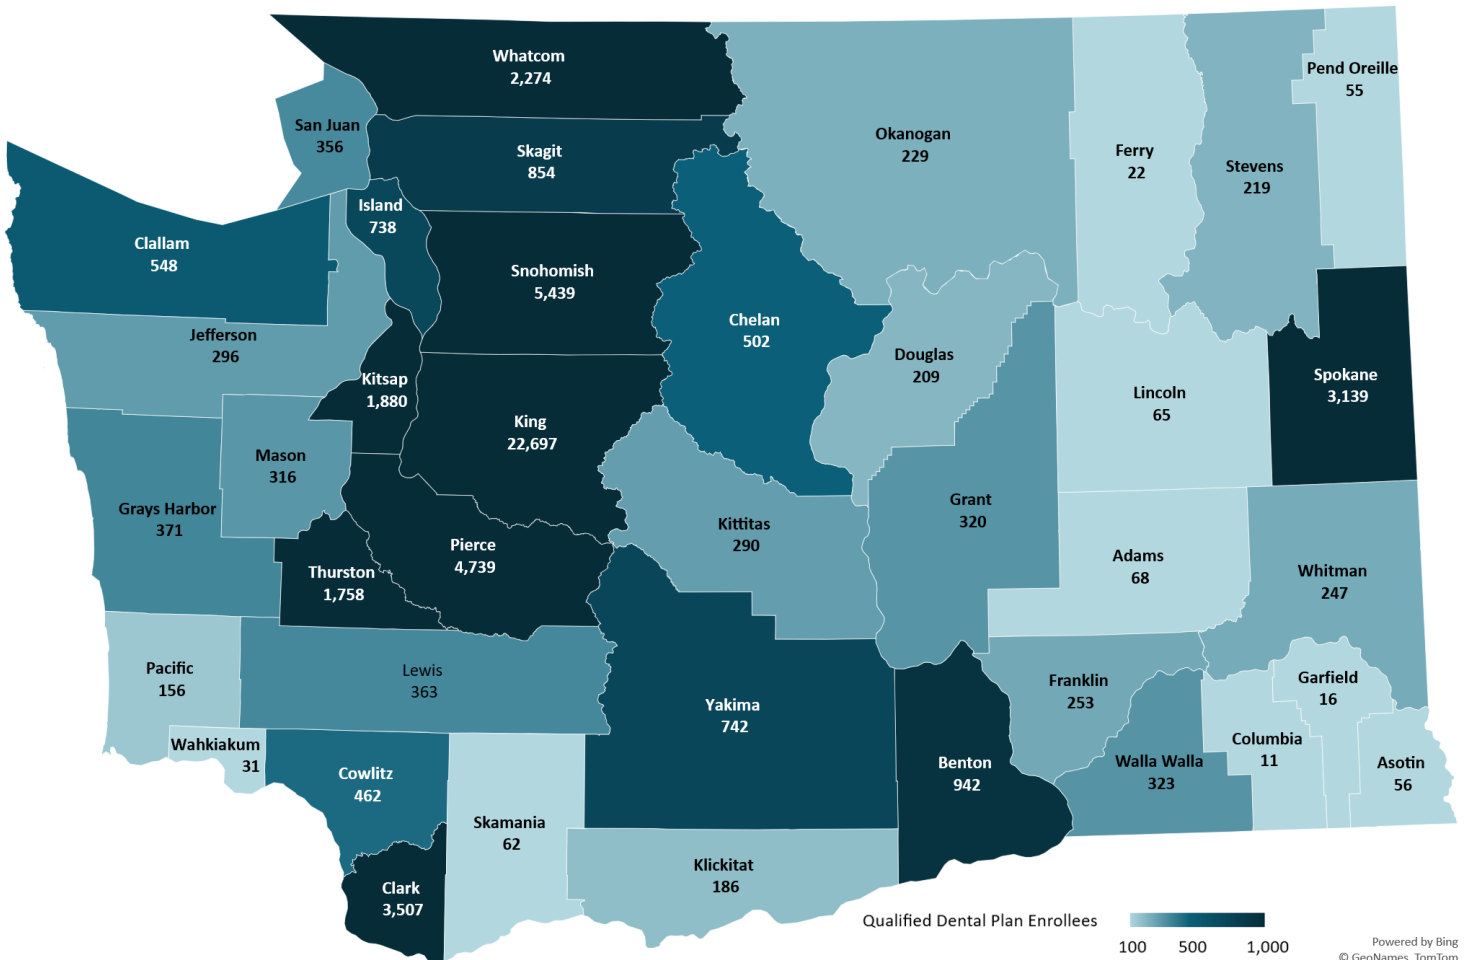 Whatcom
2,274
San Juan
356
Skagit
854
Island
738
Clallam
548
Snohomish
5,439
Okanogan
229
Ferry
22
Stevens
219
Pend Oreille
55
Jefferson
296
Kitsap
1,880
King
22,697
Chelan
502
Douglas
209
Lincoln
65
Spokane
3,139
Mason
316
Grays Harbor
371
Thurston
1,758
Pierce
4,739
Kittitas
290
Grant
320
Adams
68
Whitman
247
Pacific
156
Lewis
363
Wahkiakum
31
Cowlitz
462
Yakima
742
Benton
942
Franklin
253
Walla Walla
323
Columbia
11
Garfield
16
Asotin
56
Skamania
62
Clark
3,507
Klickitat
186
Qualified Dental Plan Enrollees
100 500 1,000
Powered by Bing
© GeoNames, TomTom